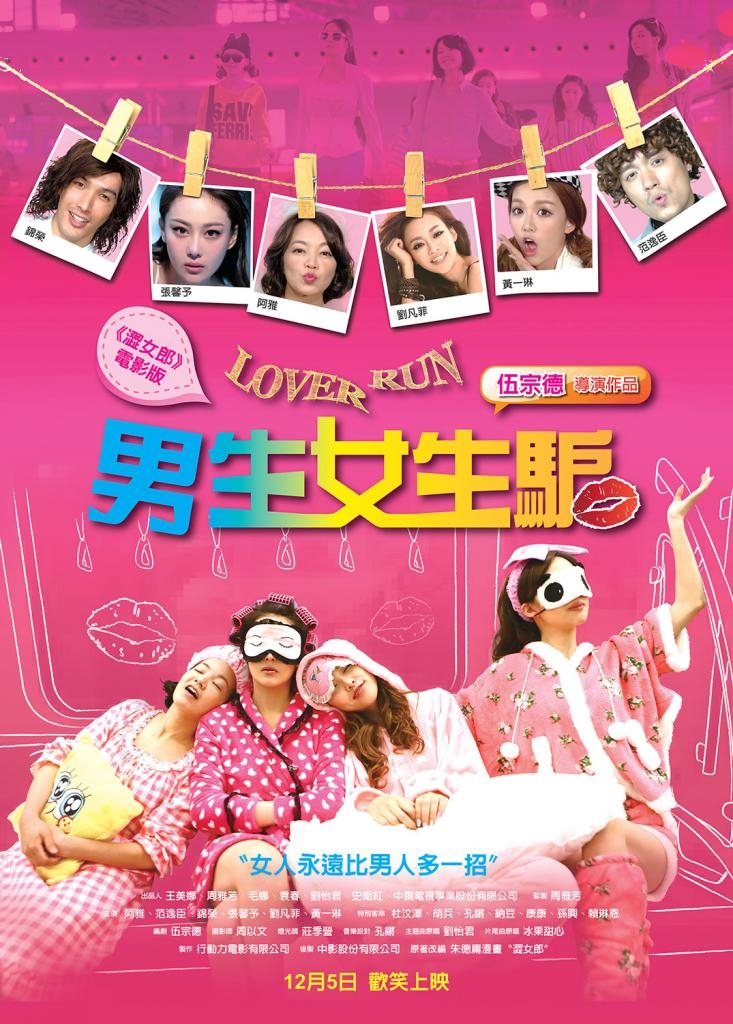 SAV
FERRIS
錦榮
張馨予
阿雅
劉凡菲
黃一琳
范逸臣
《澀女郎》
電影版
LOVER RUN
伍宗德 導演作品
男生女生騙
“女人永遠比男人多一招”
出品人 王美娜、周雅芳、毛娜、袁春、劉怡君、史衛紅、中國電視事業股份有限公司 監製 周雅芳
主演 阿雅、范逸臣、錦榮、張馨予、劉凡菲、黃一琳 特別客串 杜汶澤、胡兵、孔鏘、納豆、康康、孫興、賴琳恩
編劇 伍宗德 攝影師 周以文 燈光師 莊季營 音樂設計 孔鏘 主題曲原唱 劉怡君 片尾曲原唱 冰果甜心
製作 行動力電影有限公司 後製 中影股份有限公司 原著改編 朱德庸漫畫“澀女郎”
12月5日 歡笑上映